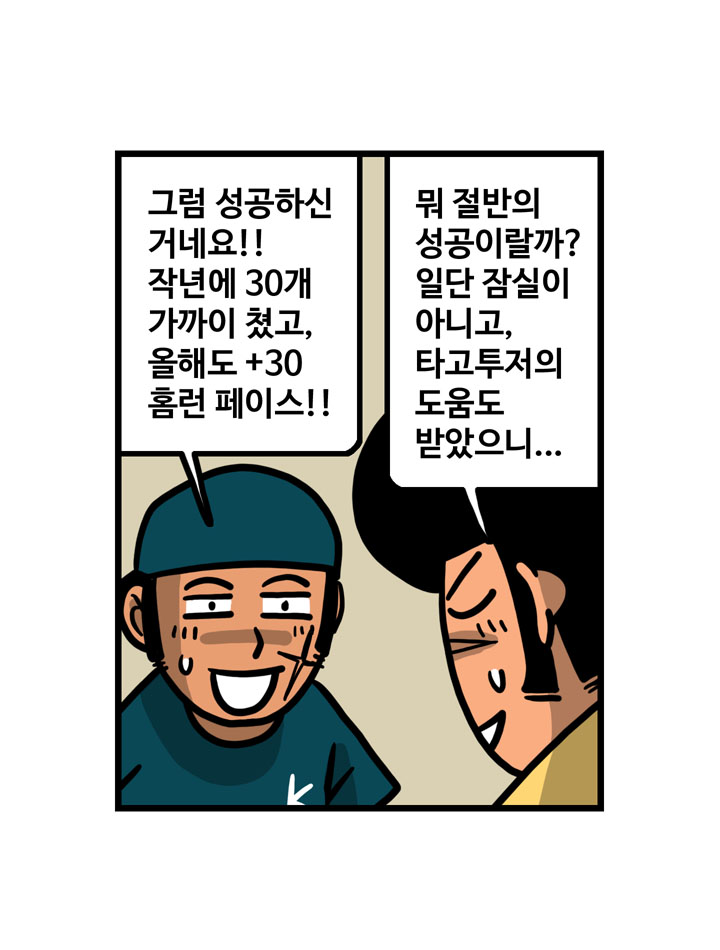 그럼 성공하신
거네요!!
작년에 30개
가까이 쳤고,
올해도 +30
홈런 페이스!!
뭐 절반의
성공이랄까?
일단 잠실이
아니고,
타고투저의
도움도
받았으니...
K